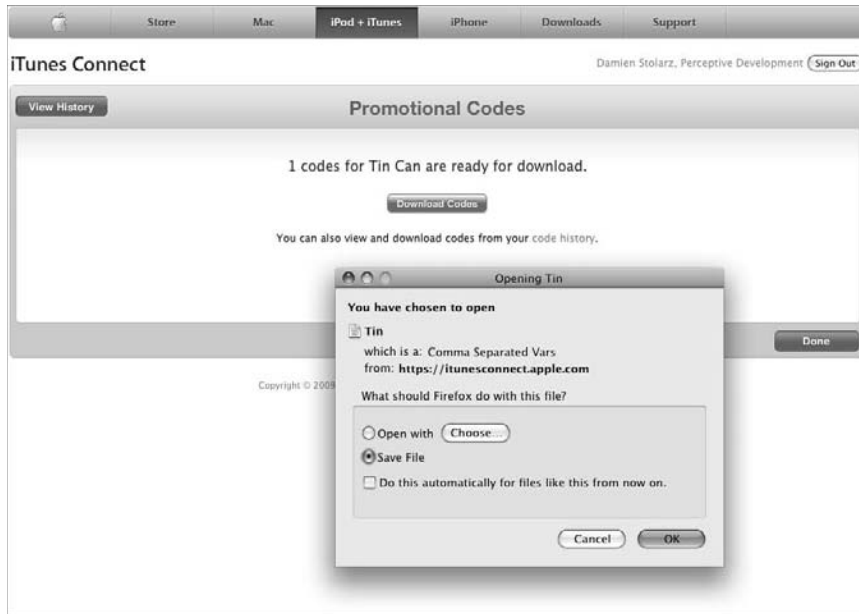 Store Mac iPod + iTunes iPhone Downloads Support
iTunes Connect
Damien Stolarz, Perceptive Development Sign Out
View History
Promotional Codes
1 codes for Tin Can are ready for download.
Download Codes
You can also view and download codes from your code history.
Opening Tin
You have chosen to open
Tin
which is a: Comma Separated Vars
from: https://itunesconnect.apple.com
What should Firefox do with this file?
Open with Choose...
Save File
Do this automatically for files like this from now on.
Cancel OK
Done
Copyright © 2009